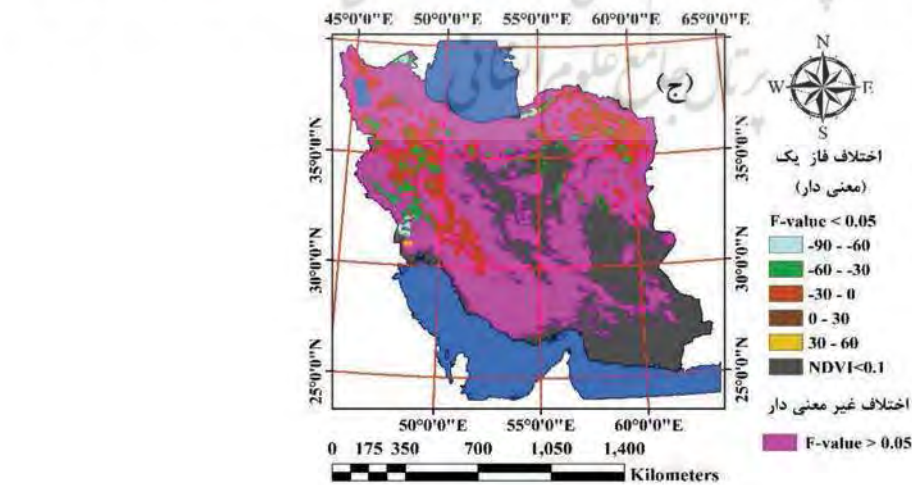 45°0'0"E 50°0'0"E 55°0'0"E 60°0'0"E 65°0'0"E
پرتال جامع علوم انسانی
(ج)
N
W E
S
35°0'0"N 35°0'0"N
30°0'0"N 30°0'0"N
25°0'0"N 25°0'0"N
50°0'0"E 55°0'0"E 60°0'0"E
اختلاف فاز یک
(معنی دار)
F-value < 0.05
-90 - -60
-60 - -30
-30 - 0
0 - 30
30 - 60
NDVI<0.1
اختلاف غیر معنی دار
F-value > 0.05
0 175 350 700 1,050 1,400
Kilometers